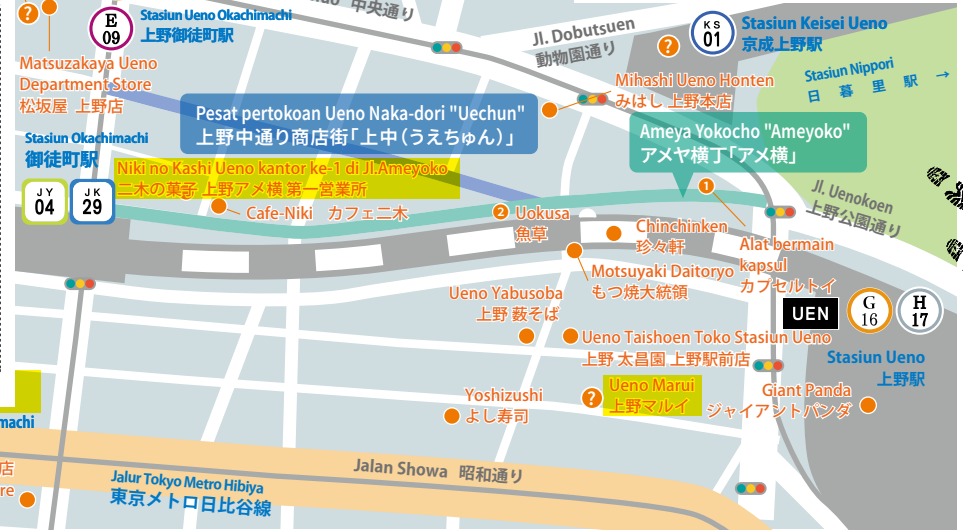 中央通り
E
09
Stasiun Ueno Okachimachi
上野御徒町駅
?
Matsuzakaya Ueno
Department Store
松坂屋 上野店
Jl. Dobutsuen
動物園通り
?
KS
01
Stasiun Keisei Ueno
京成上野駅
Stasiun Nippori →
日暮里駅
Mihashi Ueno Honten
みはし 上野本店
Pesat pertokoan Ueno Naka-dori "Uechun"
上野中通り商店街「上中（うえちゅん）」
Ameya Yokocho "Ameyoko"
アメヤ横丁「アメ横」
Stasiun Okachimachi
御徒町駅
JY
04
JK
29
Niki no Kashi Ueno kantor ke-1 di Jl.Ameyoko
二木の菓子 上野アメ横 第一営業所
Cafe-Niki カフェ二木
2 Uokusa
魚草
1
Jl. Uenokoen
上野公園通り
Chinchinken
珍々軒
Alat bermain
kapsul
カプセルトイ
Motsuyaki Daitoryo
もつ焼大統領
Ueno Yabusoba
上野 藪そば
UEN
G
16
H
17
Ueno Taishoen Toko Stasiun Ueno
上野 太昌園 上野駅前店
Stasiun Ueno
上野駅
Yoshizushi
よし寿司
? Ueno Marui
上野マルイ
Giant Panda
ジャイアントパンダ
machi
店
re
Jalan Showa 昭和通り
Jalur Tokyo Metro Hibiya
東京メトロ日比谷線